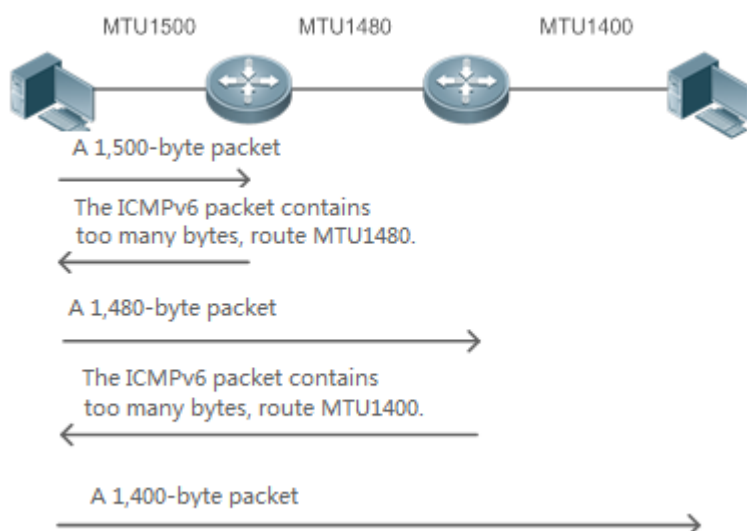 MTU1500 MTU1480 MTU1400
A 1,500-byte packet
The ICMPv6 packet contains
too many bytes, route MTU1480.
A 1,480-byte packet
The ICMPv6 packet contains
too many bytes, route MTU1400.
A 1,400-byte packet